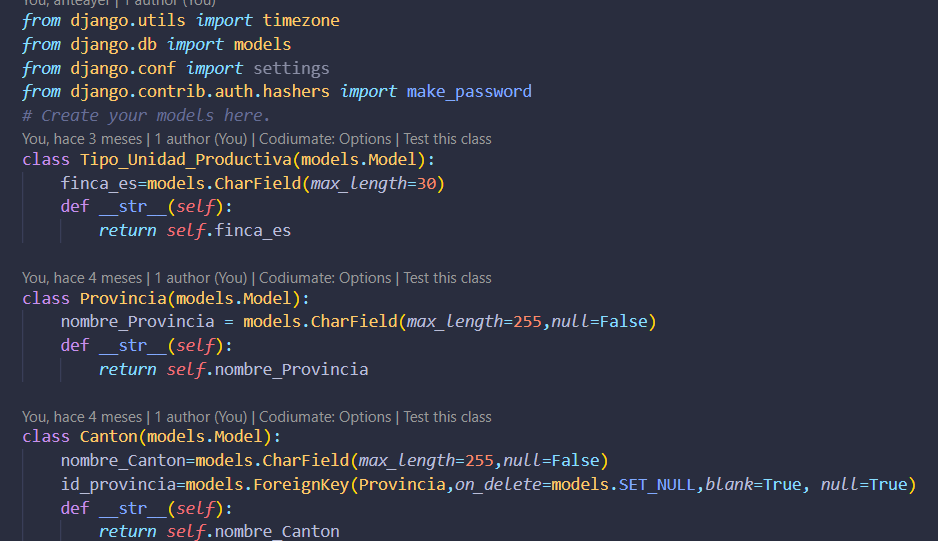 You, anteayer | 1 author (You)
from django.utils import timezone
from django.db import models
from django.conf import settings
from django.contrib.auth.hashers import make_password
# Create your models here.
You, hace 3 meses | 1 author (You) | Codiumate: Options | Test this class
class Tipo_Unidad_Productiva(models.Model):
    finca_es=models.CharField(max_length=30)
    def __str__(self):
        return self.finca_es
You, hace 4 meses | 1 author (You) | Codiumate: Options | Test this class
class Provincia(models.Model):
    nombre_Provincia = models.CharField(max_length=255,null=False)
    def __str__(self):
        return self.nombre_Provincia
You, hace 4 meses | 1 author (You) | Codiumate: Options | Test this class
class Canton(models.Model):
    nombre_Canton=models.CharField(max_length=255,null=False)
    id_provincia=models.ForeignKey(Provincia,on_delete=models.SET_NULL,blank=True, null=True)
    def __str__(self):
        return self.nombre_Canton